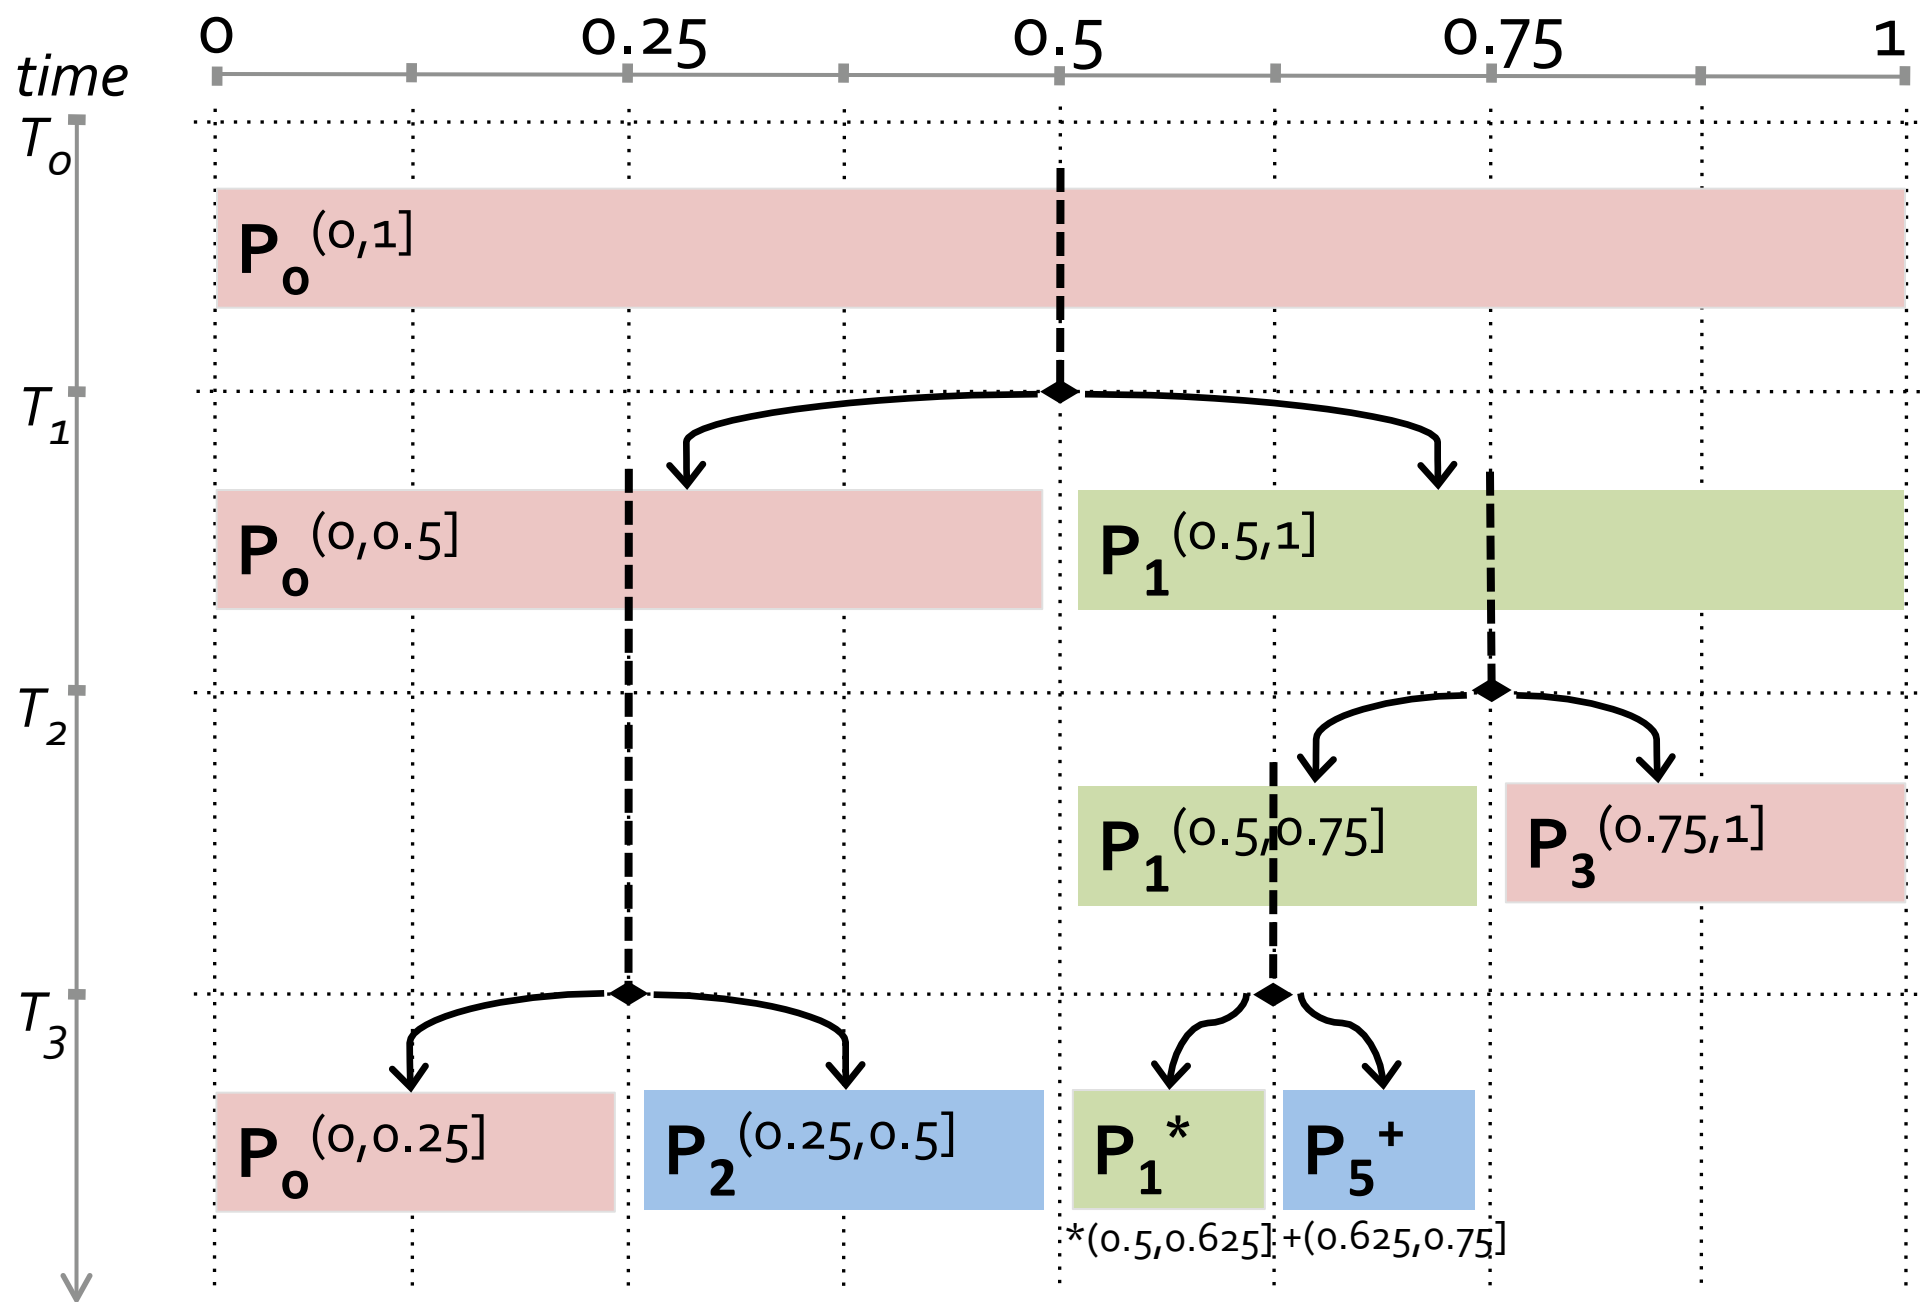 0 0.25 0.5 0.75 1
time
T0
P0(0,1]
T1
P0(0,0.5] P1(0.5,1]
T2
P1(0.5,0.75] P3(0.75,1]
T3
P0(0,0.25] P2(0.25,0.5] P1* P5+
*(0.5,0.625] +(0.625,0.75]